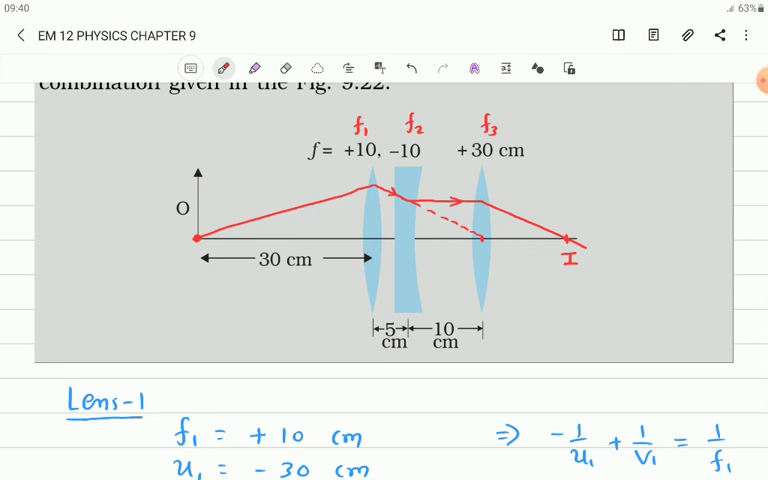 09:40 63%
EM 12 PHYSICS CHAPTER 9
combination given in the Fig. 9.22.
f₁ f₂ f₃
f = +10, −10 + 30 cm
O
30 cm
I
5 10
cm cm
Lens-1
f₁ = + 10 cm ⇒ - 1/u₁ + 1/v₁ = 1/f₁
u₁ = - 30 cm